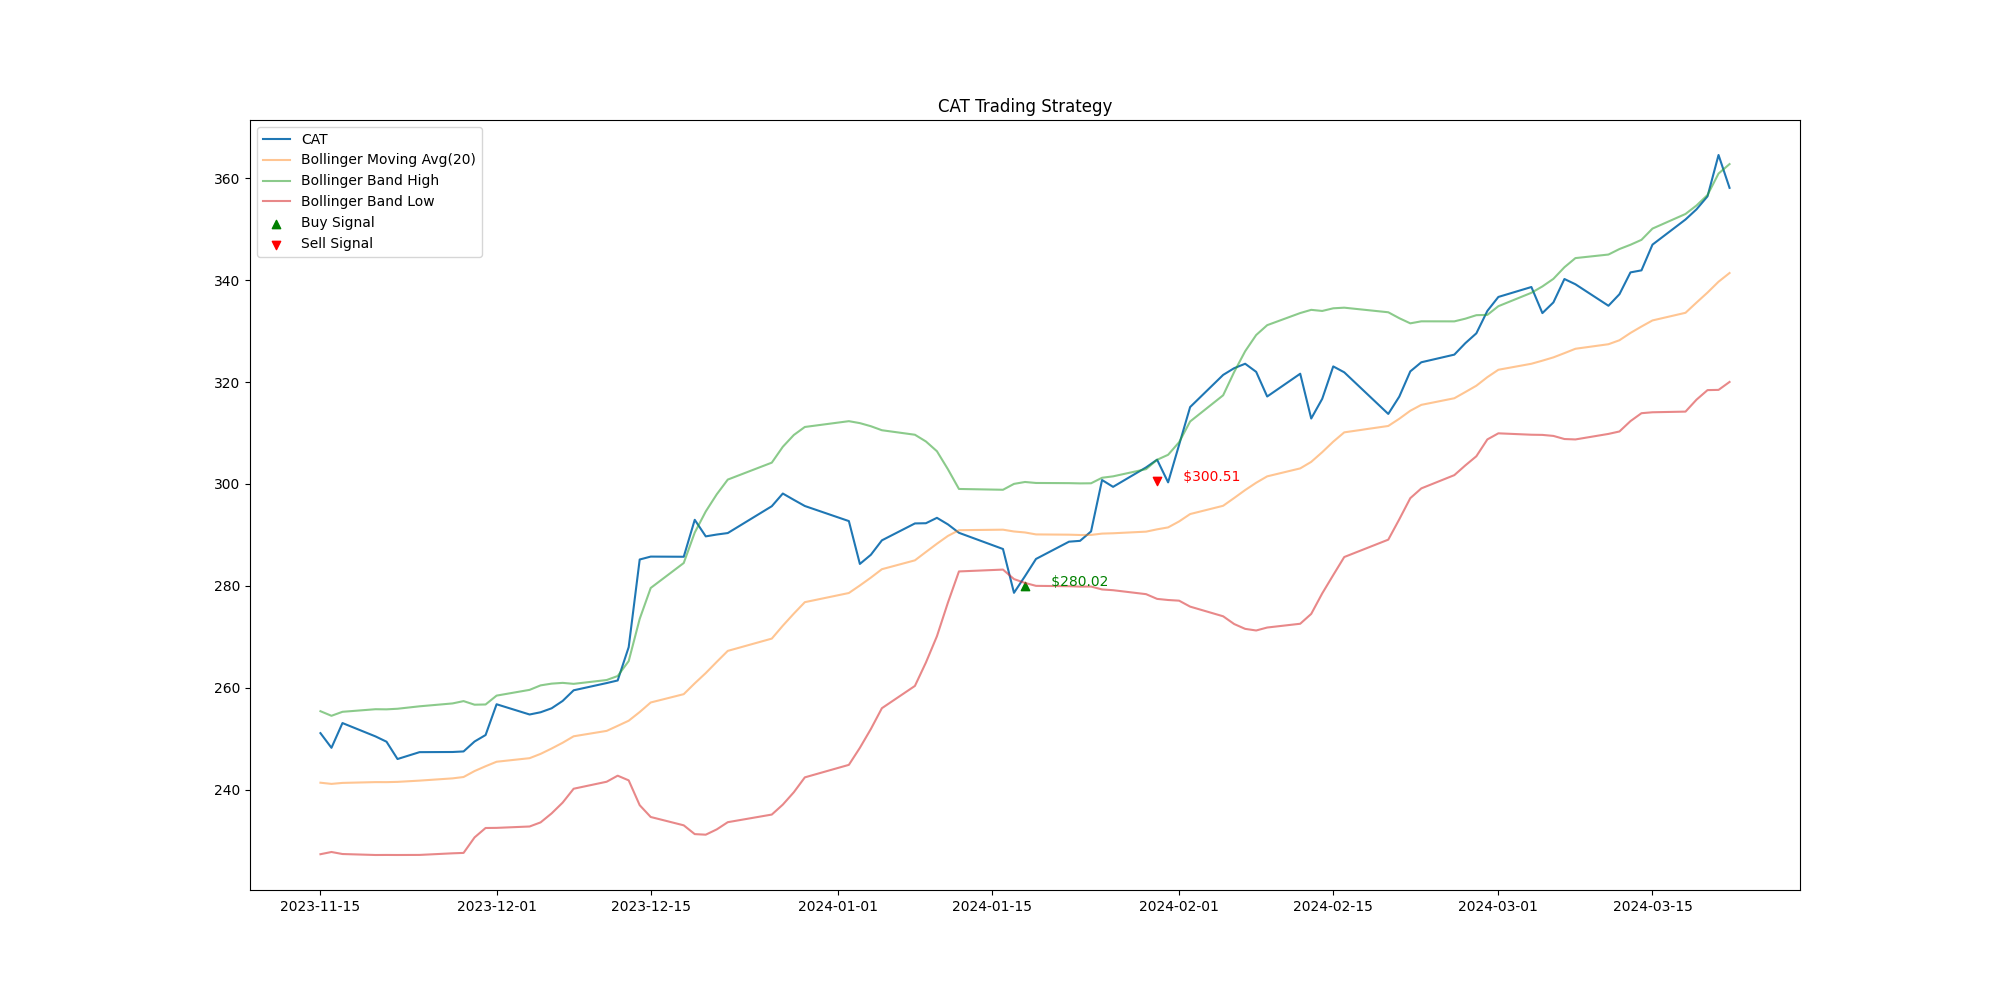 CAT Trading Strategy
CAT
Bollinger Moving Avg(20)
Bollinger Band High
Bollinger Band Low
Buy Signal
Sell Signal
360
340
320
300
280
260
240
$300.51
$280.02
2023-11-15 2023-12-01 2023-12-15 2024-01-01 2024-01-15 2024-02-01 2024-02-15 2024-03-01 2024-03-15